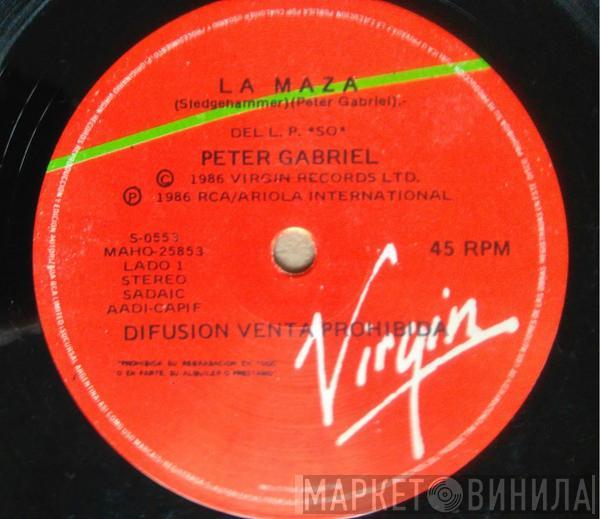 LA MAZA
(Sledgehammer)(Peter Gabriel).-
DEL L. P. *SO*
PETER GABRIEL
© 1986 VIRGIN RECORDS LTD.
℗ 1986 RCA/ARIOLA INTERNATIONAL
S-0553
MAHO-25853
LADO 1
STEREO
SADAIC
AADI-CAPIF
45 RPM
DIFUSION VENTA PROHIBIDA
"PROHIBIDA SU REGRABACION EN TODO
O EN PARTE, SU ALQUILER O PRESTAMO"
Virgin
МАРКЕТ ВИНИЛА